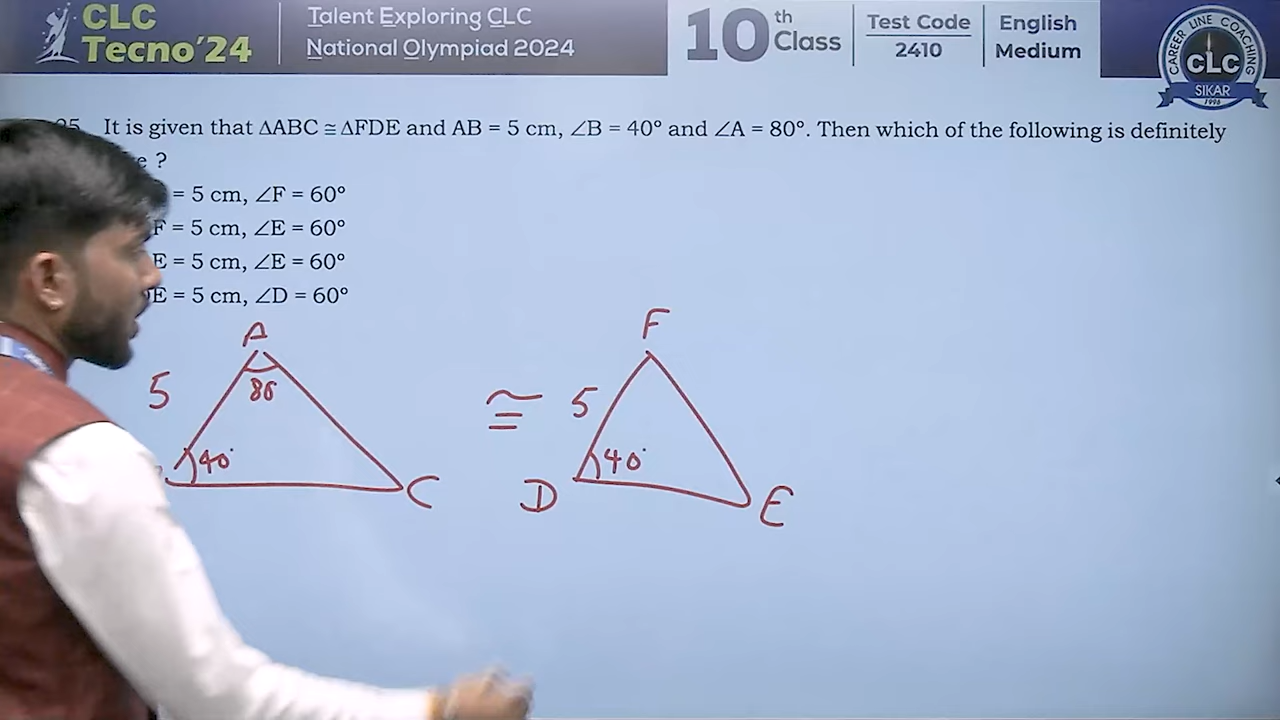 CLC
Tecno'24
Talent Exploring CLC
National Olympiad 2024
10th Class
Test Code
2410
English
Medium
CAREER LINE COACHING
CLC
SIKAR
1996
It is given that ΔABC ≅ ΔFDE and AB = 5 cm, ∠B = 40° and ∠A = 80°. Then which of the following is definitely
?
= 5 cm, ∠F = 60°
F = 5 cm, ∠E = 60°
E = 5 cm, ∠E = 60°
DE = 5 cm, ∠D = 60°
A
F
5
80
≅
5
40°
40°
C
D
E